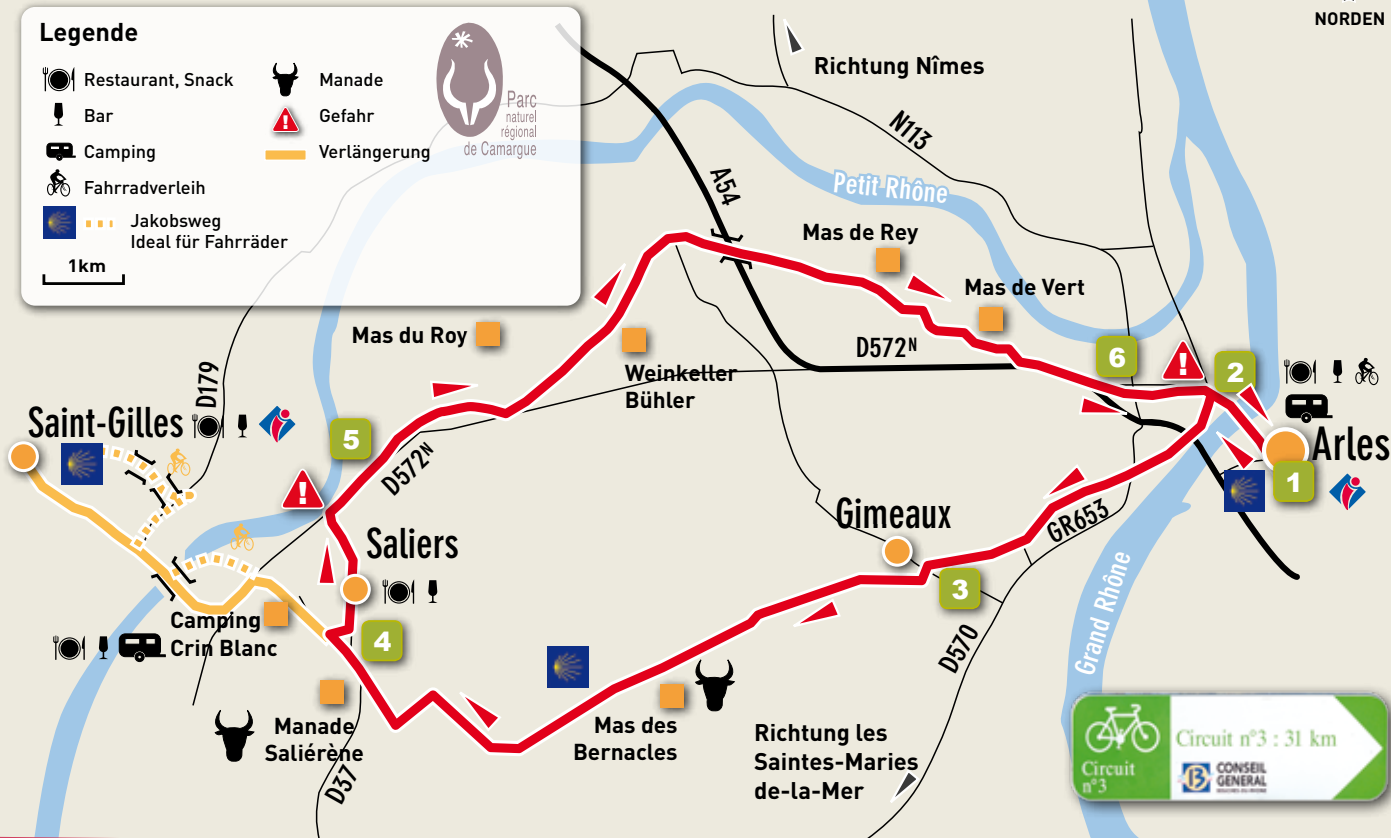 NORDEN
Legende
Restaurant, Snack
Bar
Camping
Fahrradverleih
Jakobsweg
Ideal für Fahrräder
1km
Manade
Gefahr
Verlängerung
Parc
naturel
régional
de Camargue
Richtung Nîmes
N113
A54
Petit Rhône
Mas de Rey
Mas de Vert
Mas du Roy
D572N
6
2
Weinkeller
Bühler
D179
Saint-Gilles
5
D572N
Arles
1
Saliers
Gimeaux
GR653
3
Grand Rhône
Camping
Crin Blanc
4
D570
Manade
Saliérène
D37
Mas des
Bernacles
Richtung les
Saintes-Maries
de-la-Mer
Circuit n°3 : 31 km
Circuit
n°3
CONSEIL
GENERAL
BOUCHES-DU-RHONE